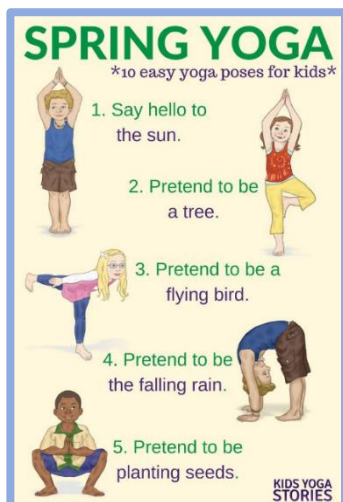 SPRING YOGA
*10 easy yoga poses for kids*
1. Say hello to
the sun.
2. Pretend to be
a tree.
3. Pretend to be a
flying bird.
4. Pretend to be
the falling rain.
5. Pretend to be
planting seeds.
KIDS YOGA
STORIES